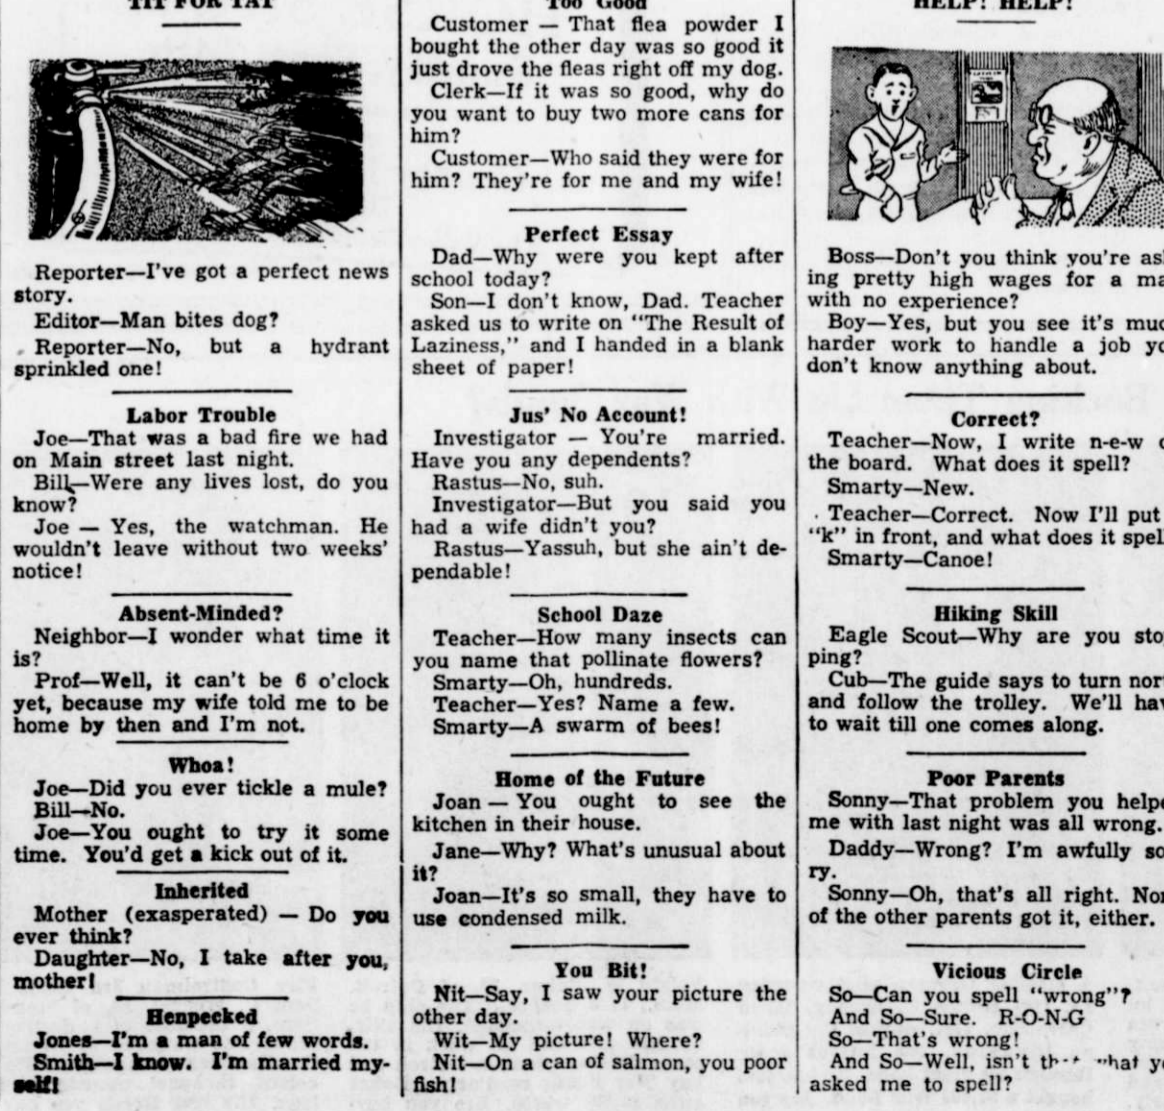 TIT FOR TAT
Reporter—I've got a perfect news
story.
Editor—Man bites dog?
Reporter—No, but a hydrant
sprinkled one!
Labor Trouble
Joe—That was a bad fire we had
on Main street last night.
Bill—Were any lives lost, do you
know?
Joe — Yes, the watchman. He
wouldn't leave without two weeks'
notice!
Absent-Minded?
Neighbor—I wonder what time it
is?
Prof—Well, it can't be 6 o'clock
yet, because my wife told me to be
home by then and I'm not.
Whoa!
Joe—Did you ever tickle a mule?
Bill—No.
Joe—You ought to try it some
time. You'd get a kick out of it.
Inherited
Mother (exasperated) — Do you
ever think?
Daughter—No, I take after you,
mother!
Henpecked
Jones—I'm a man of few words.
Smith—I know. I'm married my-
self!
Too Good
Customer — That flea powder I
bought the other day was so good it
just drove the fleas right off my dog.
Clerk—If it was so good, why do
you want to buy two more cans for
him?
Customer—Who said they were for
him? They're for me and my wife!
Perfect Essay
Dad—Why were you kept after
school today?
Son—I don't know, Dad. Teacher
asked us to write on "The Result of
Laziness," and I handed in a blank
sheet of paper!
Jus' No Account!
Investigator — You're married.
Have you any dependents?
Rastus—No, suh.
Investigator—But you said you
had a wife didn't you?
Rastus—Yassuh, but she ain't de-
pendable!
School Daze
Teacher—How many insects can
you name that pollinate flowers?
Smarty—Oh, hundreds.
Teacher—Yes? Name a few.
Smarty—A swarm of bees!
Home of the Future
Joan — You ought to see the
kitchen in their house.
Jane—Why? What's unusual about
it?
Joan—It's so small, they have to
use condensed milk.
You Bit!
Nit—Say, I saw your picture the
other day.
Wit—My picture! Where?
Nit—On a can of salmon, you poor
fish!
HELP! HELP!
Boss—Don't you think you're as
ing pretty high wages for a ma
with no experience?
Boy—Yes, but you see it's muc
harder work to handle a job yo
don't know anything about.
Correct?
Teacher—Now, I write n-e-w o
the board. What does it spell?
Smarty—New.
Teacher—Correct. Now I'll put
"k" in front, and what does it spel
Smarty—Canoe!
Hiking Skill
Eagle Scout—Why are you sto
ping?
Cub—The guide says to turn nor
and follow the trolley. We'll hav
to wait till one comes along.
Poor Parents
Sonny—That problem you helpe
me with last night was all wrong.
Daddy—Wrong? I'm awfully so
ry.
Sonny—Oh, that's all right. Non
of the other parents got it, either.
Vicious Circle
So—Can you spell "wrong"?
And So—Sure. R-O-N-G
So—That's wrong!
And So—Well, isn't yo
asked me to spell?